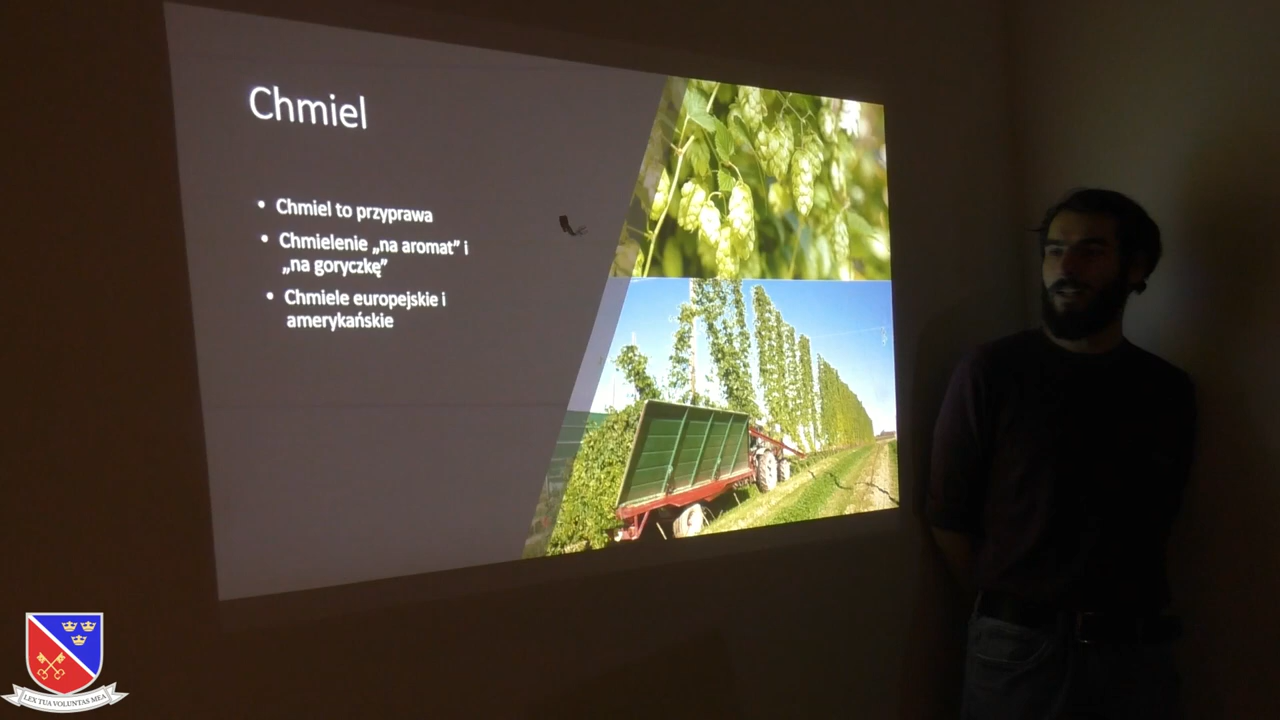 Chmiel
• Chmiel to przyprawa
• Chmielenie „na aromat” i
„na goryczkę”
• Chmiele europejskie i
amerykańskie
LEX TUA VOLUNTAS MEA